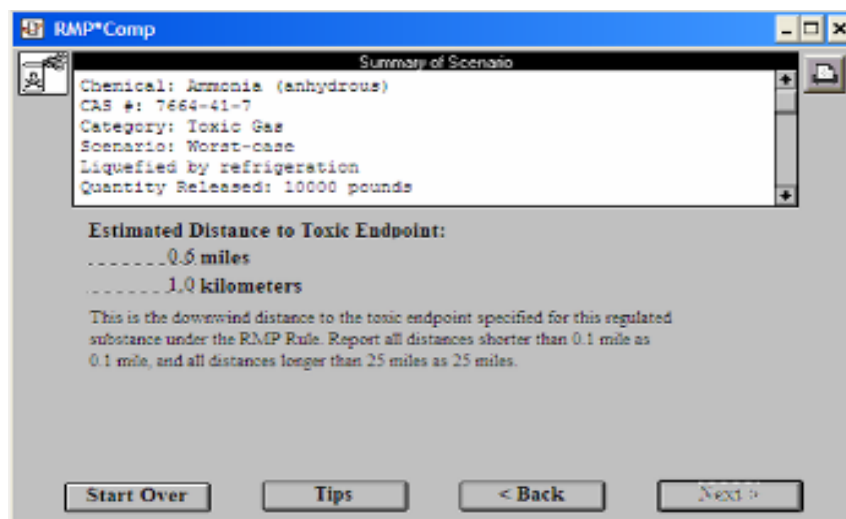 RMP*Comp
Summary of Scenario
Chemical: Ammonia (anhydrous)
CAS #: 7664-41-7
Category: Toxic Gas
Scenario: Worst-case
Liquefied by refrigeration
Quantity Released: 10000 pounds
Estimated Distance to Toxic Endpoint:
0.6 miles
1.0 kilometers
This is the downwind distance to the toxic endpoint specified for this regulated
substance under the RMP Rule. Report all distances shorter than 0.1 mile as
0.1 mile, and all distances longer than 25 miles as 25 miles.
Start Over Tips < Back Next >